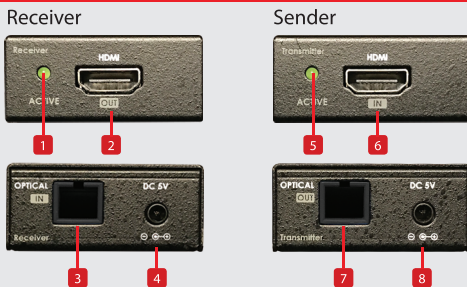 Receiver
Receiver
HDMI
ACTIVE
OUT
1
2
OPTICAL
IN
DC 5V
Receiver
3
4
Sender
Transmitter
HDMI
ACTIVE
IN
5
6
OPTICAL
OUT
DC 5V
Transmitter
7
8